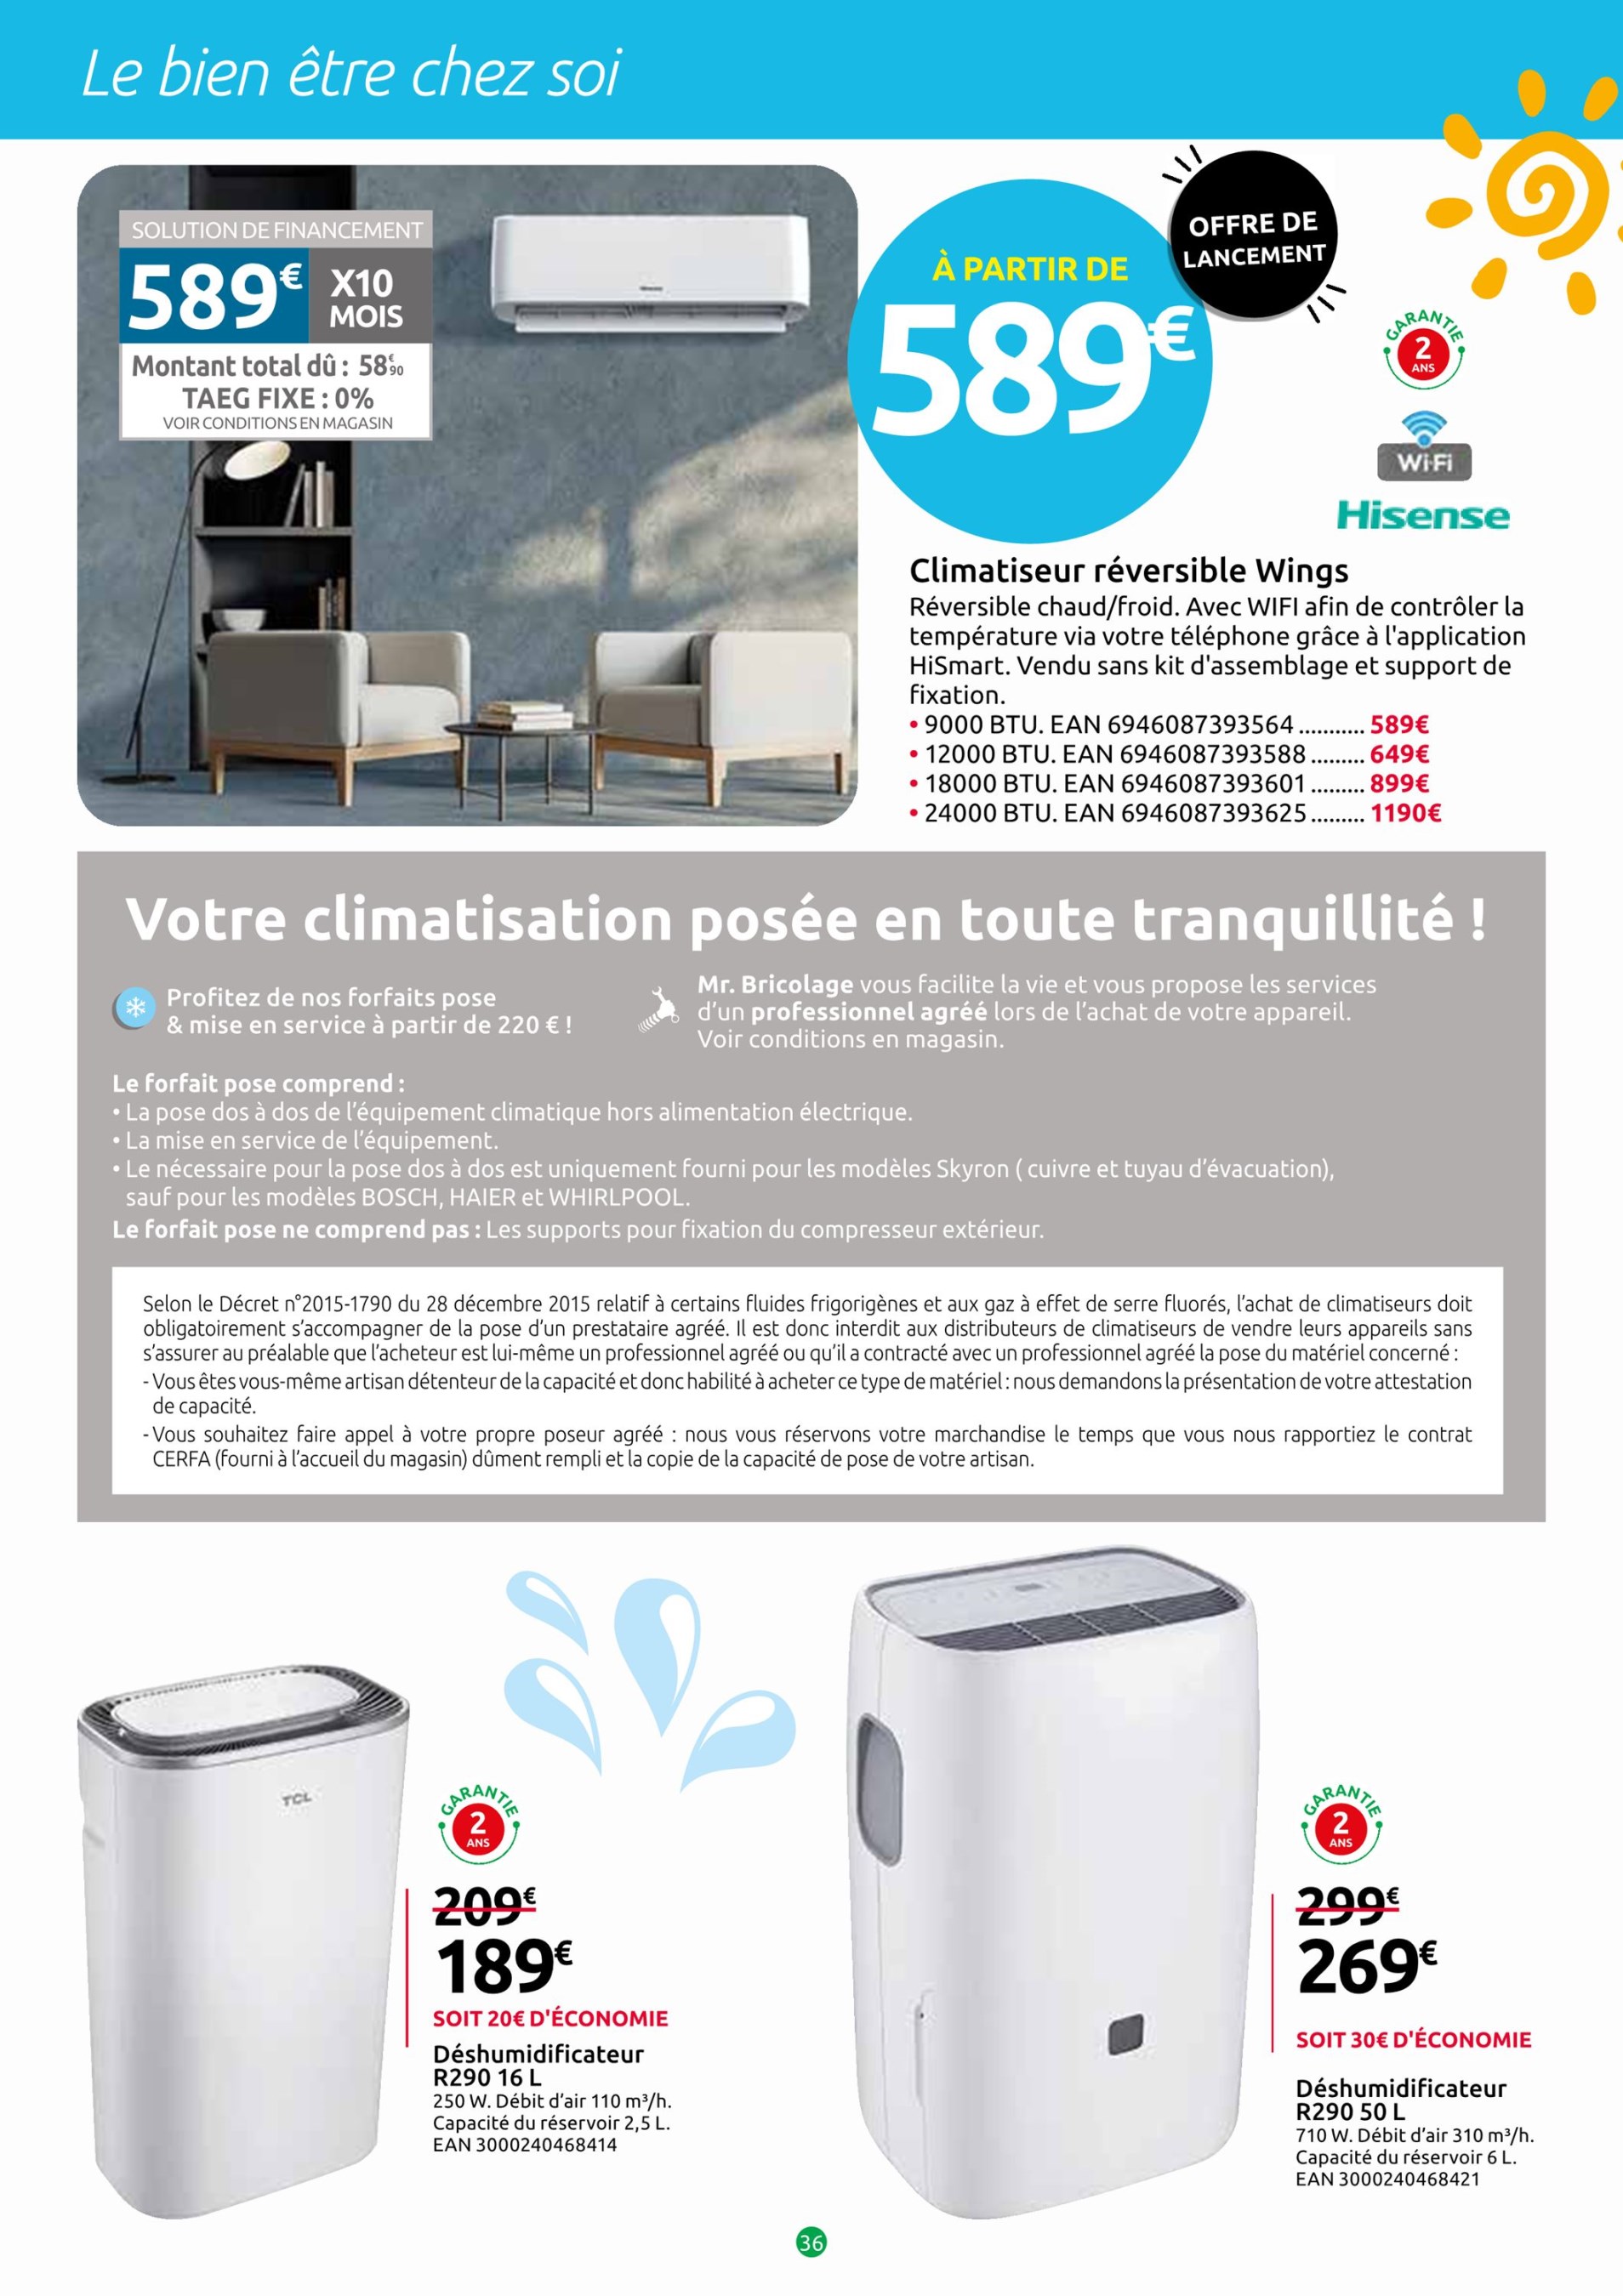 Le bien être chez soi
SOLUTION DE FINANCEMENT
589€ X10 MOIS
Montant total dû : 58€90
TAEG FIXE : 0%
VOIR CONDITIONS EN MAGASIN
À PARTIR DE
589€
OFFRE DE
LANCEMENT
GARANTIE
2
ANS
Wi-Fi
Hisense
Climatiseur réversible Wings
Réversible chaud/froid. Avec WIFI afin de contrôler la
température via votre téléphone grâce à l'application
HiSmart. Vendu sans kit d'assemblage et support de
fixation.
• 9000 BTU. EAN 6946087393564 ........... 589€
• 12000 BTU. EAN 6946087393588 ......... 649€
• 18000 BTU. EAN 6946087393601 ......... 899€
• 24000 BTU. EAN 6946087393625 ......... 1190€
Votre climatisation posée en toute tranquillité !
Profitez de nos forfaits pose
& mise en service à partir de 220 € !
Mr. Bricolage vous facilite la vie et vous propose les services
d’un professionnel agréé lors de l’achat de votre appareil.
Voir conditions en magasin.
Le forfait pose comprend :
• La pose dos à dos de l’équipement climatique hors alimentation électrique.
• La mise en service de l’équipement.
• Le nécessaire pour la pose dos à dos est uniquement fourni pour les modèles Skyron ( cuivre et tuyau d’évacuation),
sauf pour les modèles BOSCH, HAIER et WHIRLPOOL.
Le forfait pose ne comprend pas : Les supports pour fixation du compresseur extérieur.
Selon le Décret n°2015-1790 du 28 décembre 2015 relatif à certains fluides frigorigènes et aux gaz à effet de serre fluorés, l’achat de climatiseurs doit
obligatoirement s’accompagner de la pose d’un prestataire agréé. Il est donc interdit aux distributeurs de climatiseurs de vendre leurs appareils sans
s’assurer au préalable que l’acheteur est lui-même un professionnel agréé ou qu’il a contracté avec un professionnel agréé la pose du matériel concerné :
- Vous êtes vous-même artisan détenteur de la capacité et donc habilité à acheter ce type de matériel : nous demandons la présentation de votre attestation
de capacité.
- Vous souhaitez faire appel à votre propre poseur agréé : nous vous réservons votre marchandise le temps que vous nous rapportiez le contrat
CERFA (fourni à l’accueil du magasin) dûment rempli et la copie de la capacité de pose de votre artisan.
TCL
GARANTIE
2
ANS
209€
189€
SOIT 20€ D'ÉCONOMIE
Déshumidificateur
R290 16 L
250 W. Débit d’air 110 m³/h.
Capacité du réservoir 2,5 L.
EAN 3000240468414
GARANTIE
2
ANS
299€
269€
SOIT 30€ D'ÉCONOMIE
Déshumidificateur
R290 50 L
710 W. Débit d’air 310 m³/h.
Capacité du réservoir 6 L.
EAN 3000240468421
36